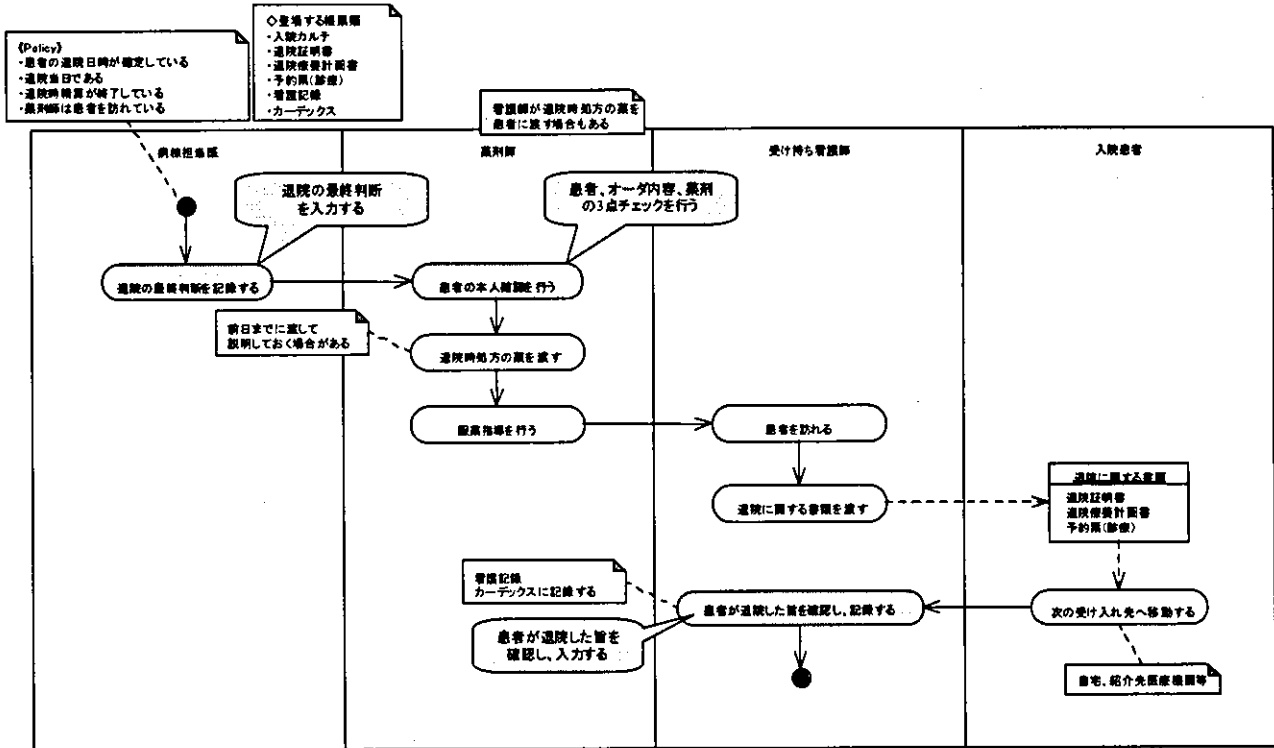 《Policy》
・患者の退院日時が確定している
・退院当日である
・退院時精算が終了している
・薬剤師は患者を訪れている
◇登場する帳票類
・入院カルテ
・退院証明書
・退院療養計画書
・予約票(診療)
・看護記録
・カーデックス
看護師が退院時処方の薬を
患者に渡す場合もある
病棟担当医
薬剤師
受け持ち看護師
入院患者
退院の最終判断
を入力する
患者、オーダ内容、薬剤
の3点チェックを行う
退院の最終判断を記録する
患者の本人確認を行う
前日までに渡して
説明しておく場合がある
退院時処方の薬を渡す
服薬指導を行う
患者を訪れる
退院に関する書類を渡す
退院に関する書類
退院証明書
退院療養計画書
予約票(診療)
看護記録
カーデックスに記録する
患者が退院した旨を確認し、記録する
次の受け入れ先へ移動する
患者が退院した旨を
確認し、入力する
自宅、紹介先医療機関等